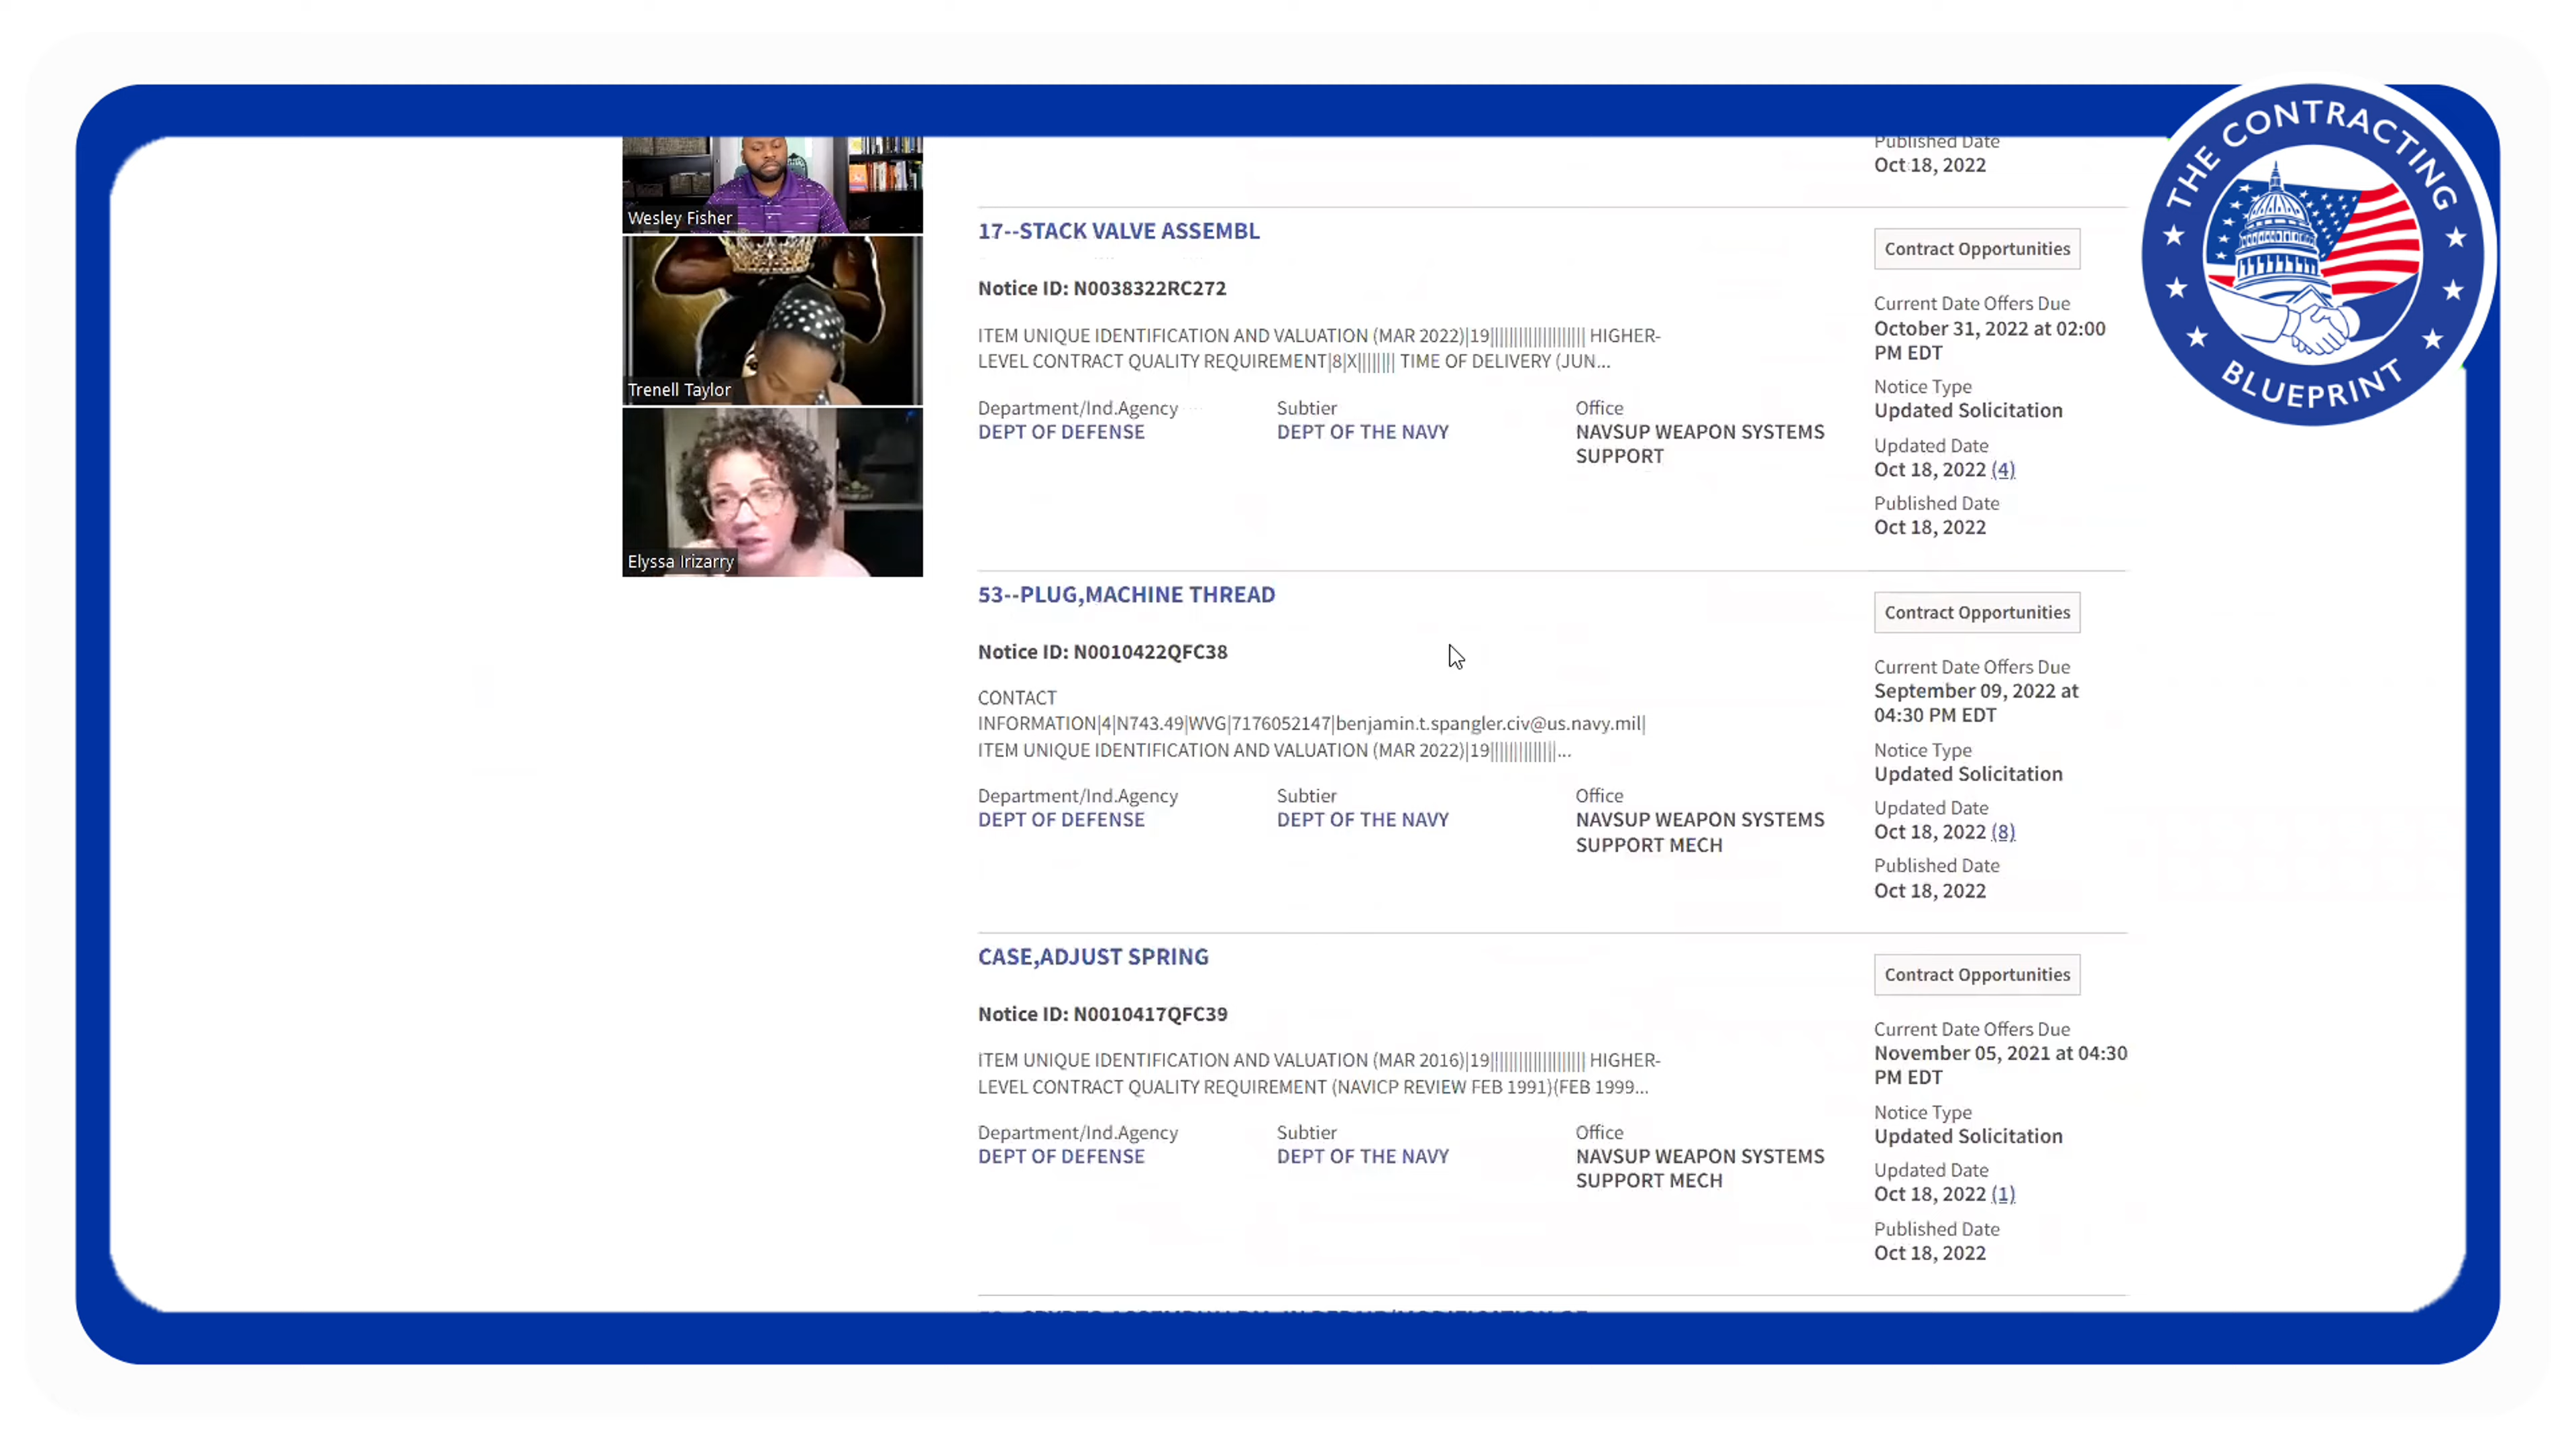 THE CONTRACTING
BLUEPRINT
Wesley Fisher
Trenell Taylor
Elyssa Irizarry
Published Date
Oct 18, 2022
17--STACK VALVE ASSEMBL
Notice ID: N0038322RC272
ITEM UNIQUE IDENTIFICATION AND VALUATION (MAR 2022)|19||||||||||||||||||| HIGHER-
LEVEL CONTRACT QUALITY REQUIREMENT|8|X|||||||| TIME OF DELIVERY (JUN...
Department/Ind.Agency
DEPT OF DEFENSE
Subtier
DEPT OF THE NAVY
Office
NAVSUP WEAPON SYSTEMS
SUPPORT
Contract Opportunities
Current Date Offers Due
October 31, 2022 at 02:00
PM EDT
Notice Type
Updated Solicitation
Updated Date
Oct 18, 2022 (4)
Published Date
Oct 18, 2022
53--PLUG,MACHINE THREAD
Notice ID: N0010422QFC38
CONTACT
INFORMATION|4|N743.49|WVG|7176052147|benjamin.t.spangler.civ@us.navy.mil|
ITEM UNIQUE IDENTIFICATION AND VALUATION (MAR 2022)|19||||||||||||||...
Department/Ind.Agency
DEPT OF DEFENSE
Subtier
DEPT OF THE NAVY
Office
NAVSUP WEAPON SYSTEMS
SUPPORT MECH
Contract Opportunities
Current Date Offers Due
September 09, 2022 at
04:30 PM EDT
Notice Type
Updated Solicitation
Updated Date
Oct 18, 2022 (8)
Published Date
Oct 18, 2022
CASE,ADJUST SPRING
Notice ID: N0010417QFC39
ITEM UNIQUE IDENTIFICATION AND VALUATION (MAR 2016)|19||||||||||||||||||| HIGHER-
LEVEL CONTRACT QUALITY REQUIREMENT (NAVICP REVIEW FEB 1991)(FEB 1999...
Department/Ind.Agency
DEPT OF DEFENSE
Subtier
DEPT OF THE NAVY
Office
NAVSUP WEAPON SYSTEMS
SUPPORT MECH
Contract Opportunities
Current Date Offers Due
November 05, 2021 at 04:30
PM EDT
Notice Type
Updated Solicitation
Updated Date
Oct 18, 2022 (1)
Published Date
Oct 18, 2022